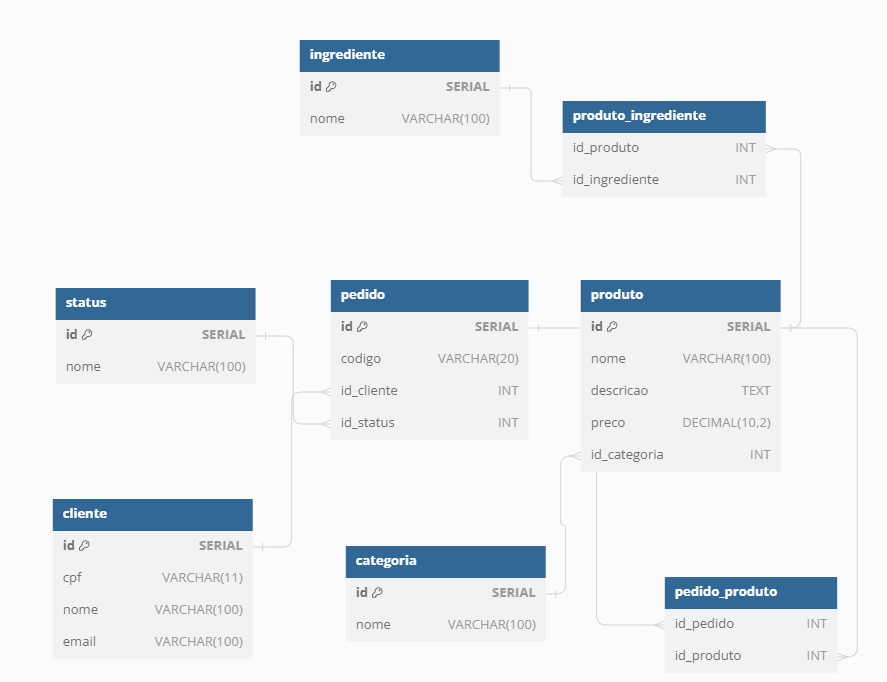 ingrediente
id SERIAL
nome VARCHAR(100)
produto_ingrediente
id_produto INT
id_ingrediente INT
status
id SERIAL
nome VARCHAR(100)
pedido
id SERIAL
codigo VARCHAR(20)
id_cliente INT
id_status INT
produto
id SERIAL
nome VARCHAR(100)
descricao TEXT
preco DECIMAL(10,2)
id_categoria INT
cliente
id SERIAL
cpf VARCHAR(11)
nome VARCHAR(100)
email VARCHAR(100)
categoria
id SERIAL
nome VARCHAR(100)
pedido_produto
id_pedido INT
id_produto INT